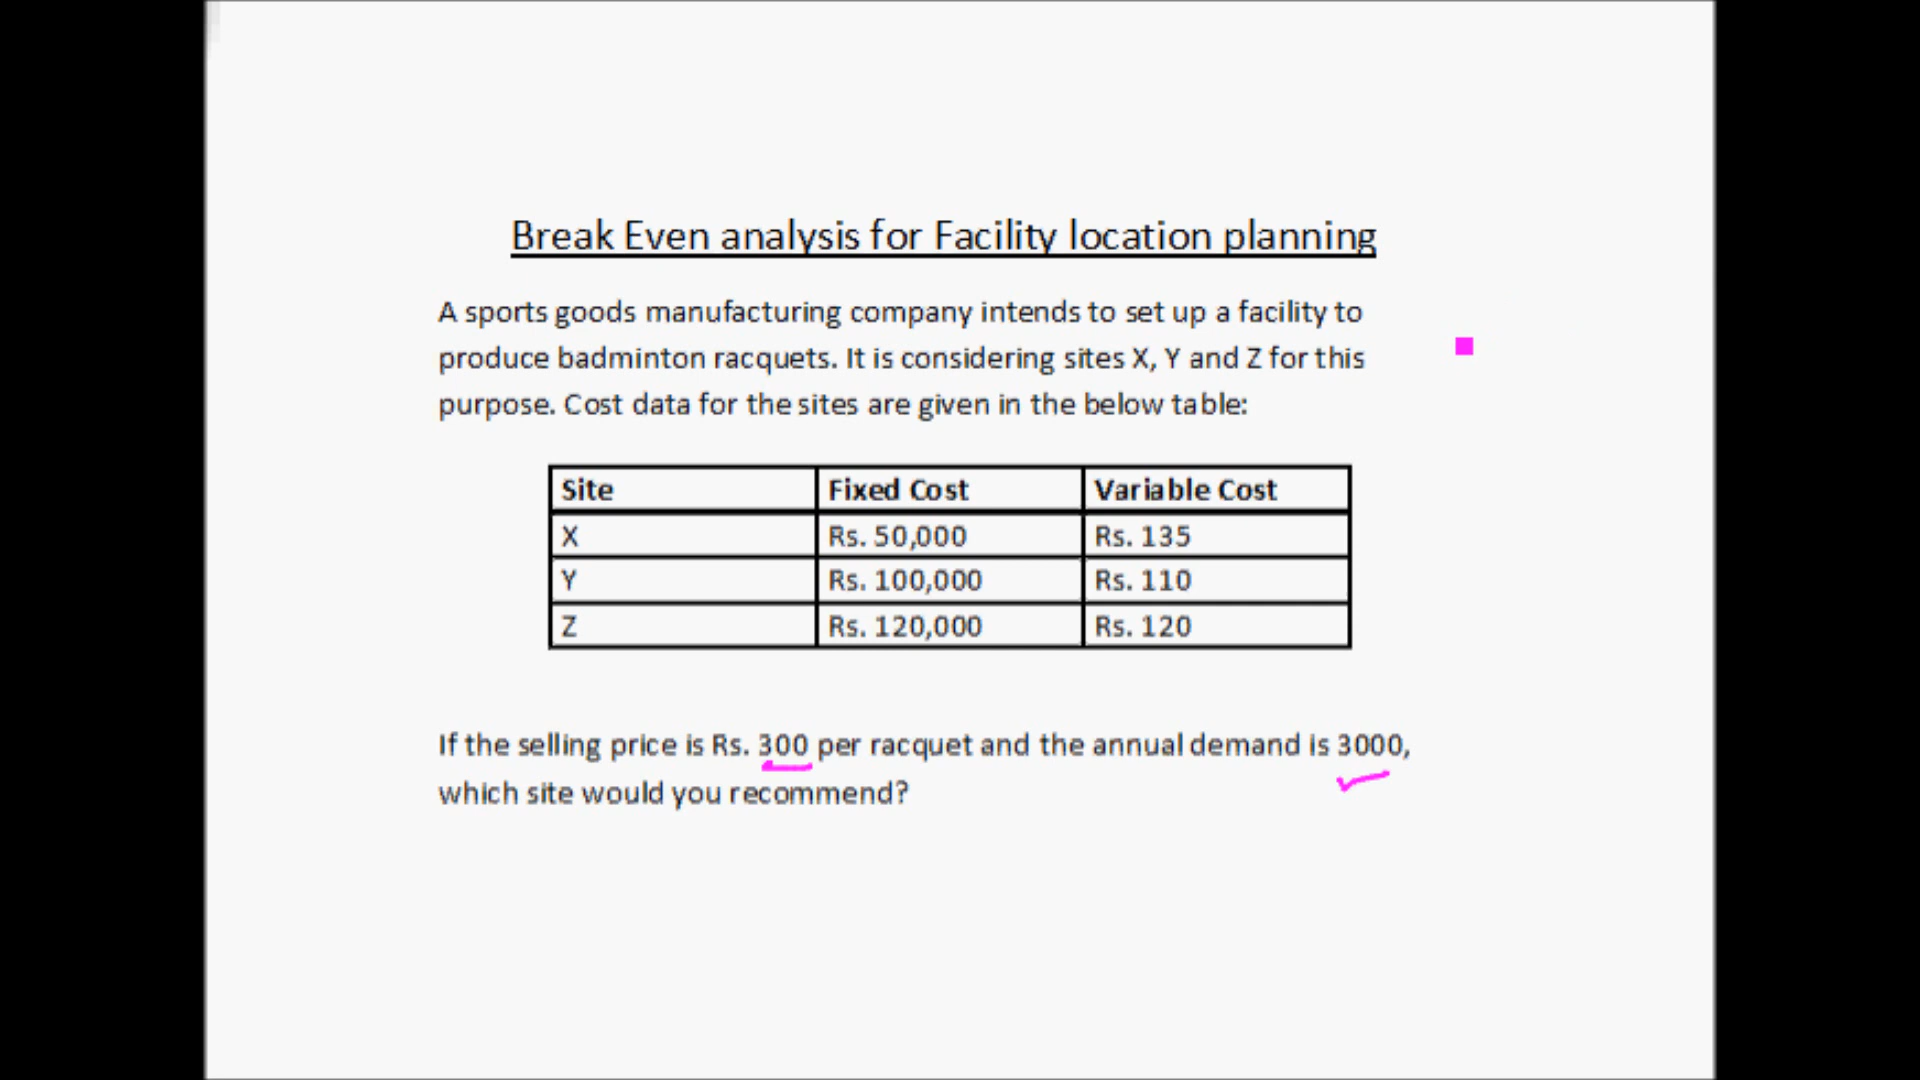 Break Even analysis for Facility location planning
A sports goods manufacturing company intends to set up a facility to
produce badminton racquets. It is considering sites X, Y and Z for this
purpose. Cost data for the sites are given in the below table:
Site Fixed Cost Variable Cost
X Rs. 50,000 Rs. 135
Y Rs. 100,000 Rs. 110
Z Rs. 120,000 Rs. 120
If the selling price is Rs. 300 per racquet and the annual demand is 3000,
which site would you recommend?